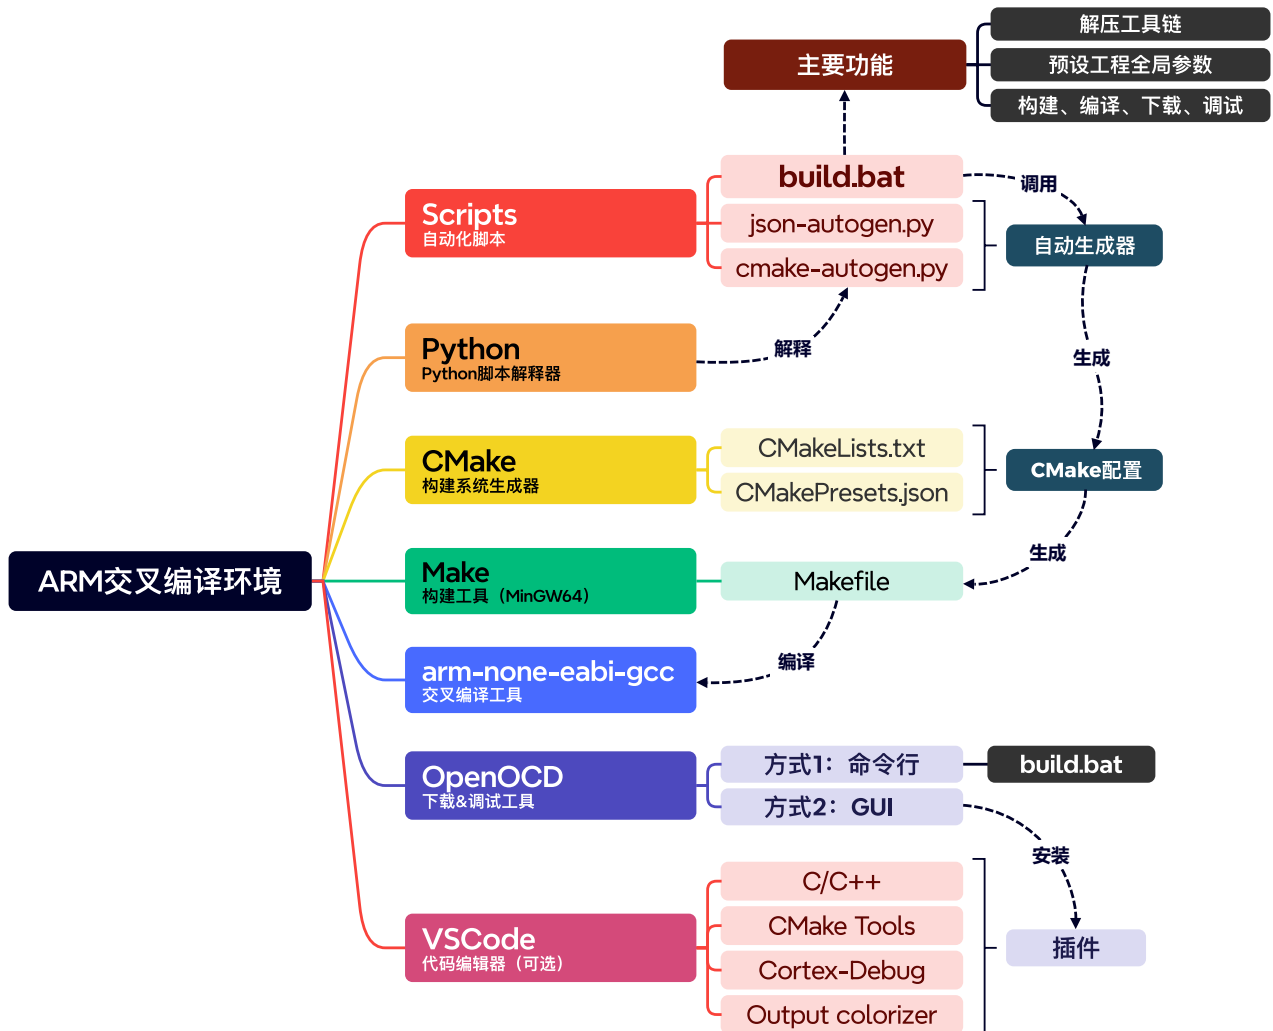 解压工具链
主要功能
预设工程全局参数
构建、编译、下载、调试
build.bat
调用
Scripts
自动化脚本
json-autogen.py
自动生成器
cmake-autogen.py
Python
Python脚本解释器
解释
生成
CMake
构建系统生成器
CMakeLists.txt
CMakePresets.json
CMake配置
生成
ARM交叉编译环境
Make
构建工具（MinGW64）
Makefile
编译
arm-none-eabi-gcc
交叉编译工具
OpenOCD
下载&调试工具
方式1：命令行
build.bat
方式2：GUI
安装
C/C++
VSCode
代码编辑器（可选）
CMake Tools
插件
Cortex-Debug
Output colorizer